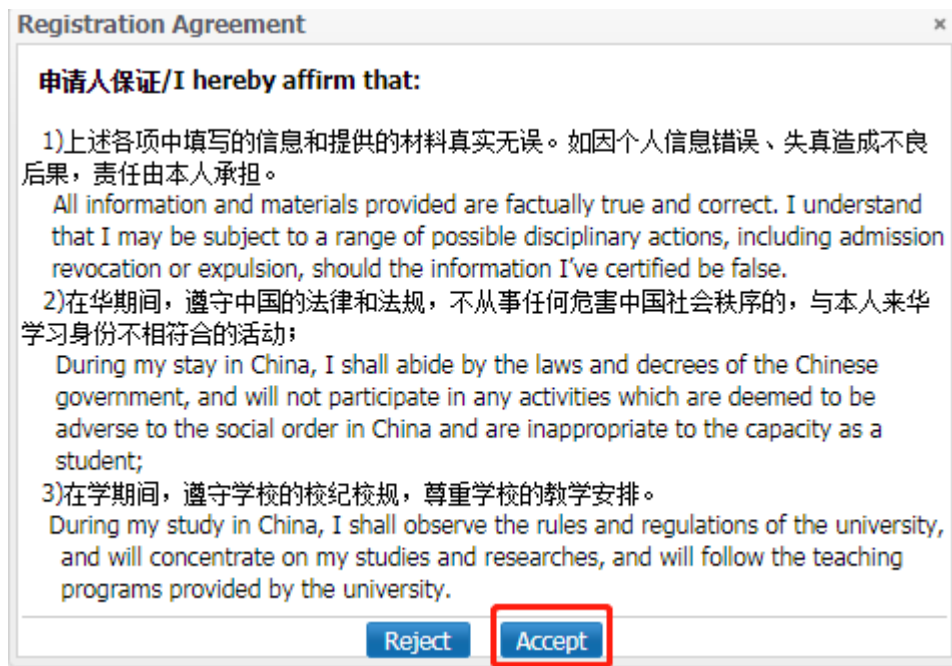 Registration Agreement ×
申请人保证/I hereby affirm that:
1)上述各项中填写的信息和提供的材料真实无误。如因个人信息错误、失真造成不良
后果，责任由本人承担。
All information and materials provided are factually true and correct. I understand
that I may be subject to a range of possible disciplinary actions, including admission
revocation or expulsion, should the information I've certified be false.
2)在华期间，遵守中国的法律和法规，不从事任何危害中国社会秩序的，与本人来华
学习身份不相符合的活动；
During my stay in China, I shall abide by the laws and decrees of the Chinese
government, and will not participate in any activities which are deemed to be
adverse to the social order in China and are inappropriate to the capacity as a
student;
3)在学期间，遵守学校的校纪校规，尊重学校的教学安排。
During my study in China, I shall observe the rules and regulations of the university,
and will concentrate on my studies and researches, and will follow the teaching
programs provided by the university.
Reject Accept